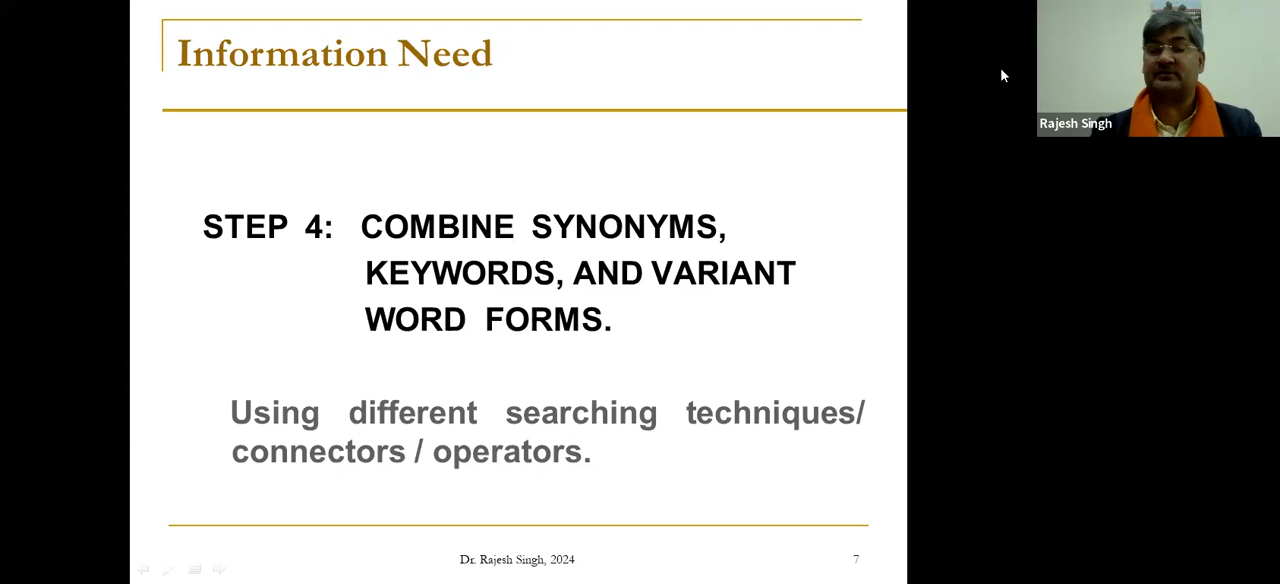 Information Need
STEP 4: COMBINE SYNONYMS,
KEYWORDS, AND VARIANT
WORD FORMS.
Using different searching techniques/
connectors / operators.
Dr. Rajesh Singh, 2024
7
Rajesh Singh